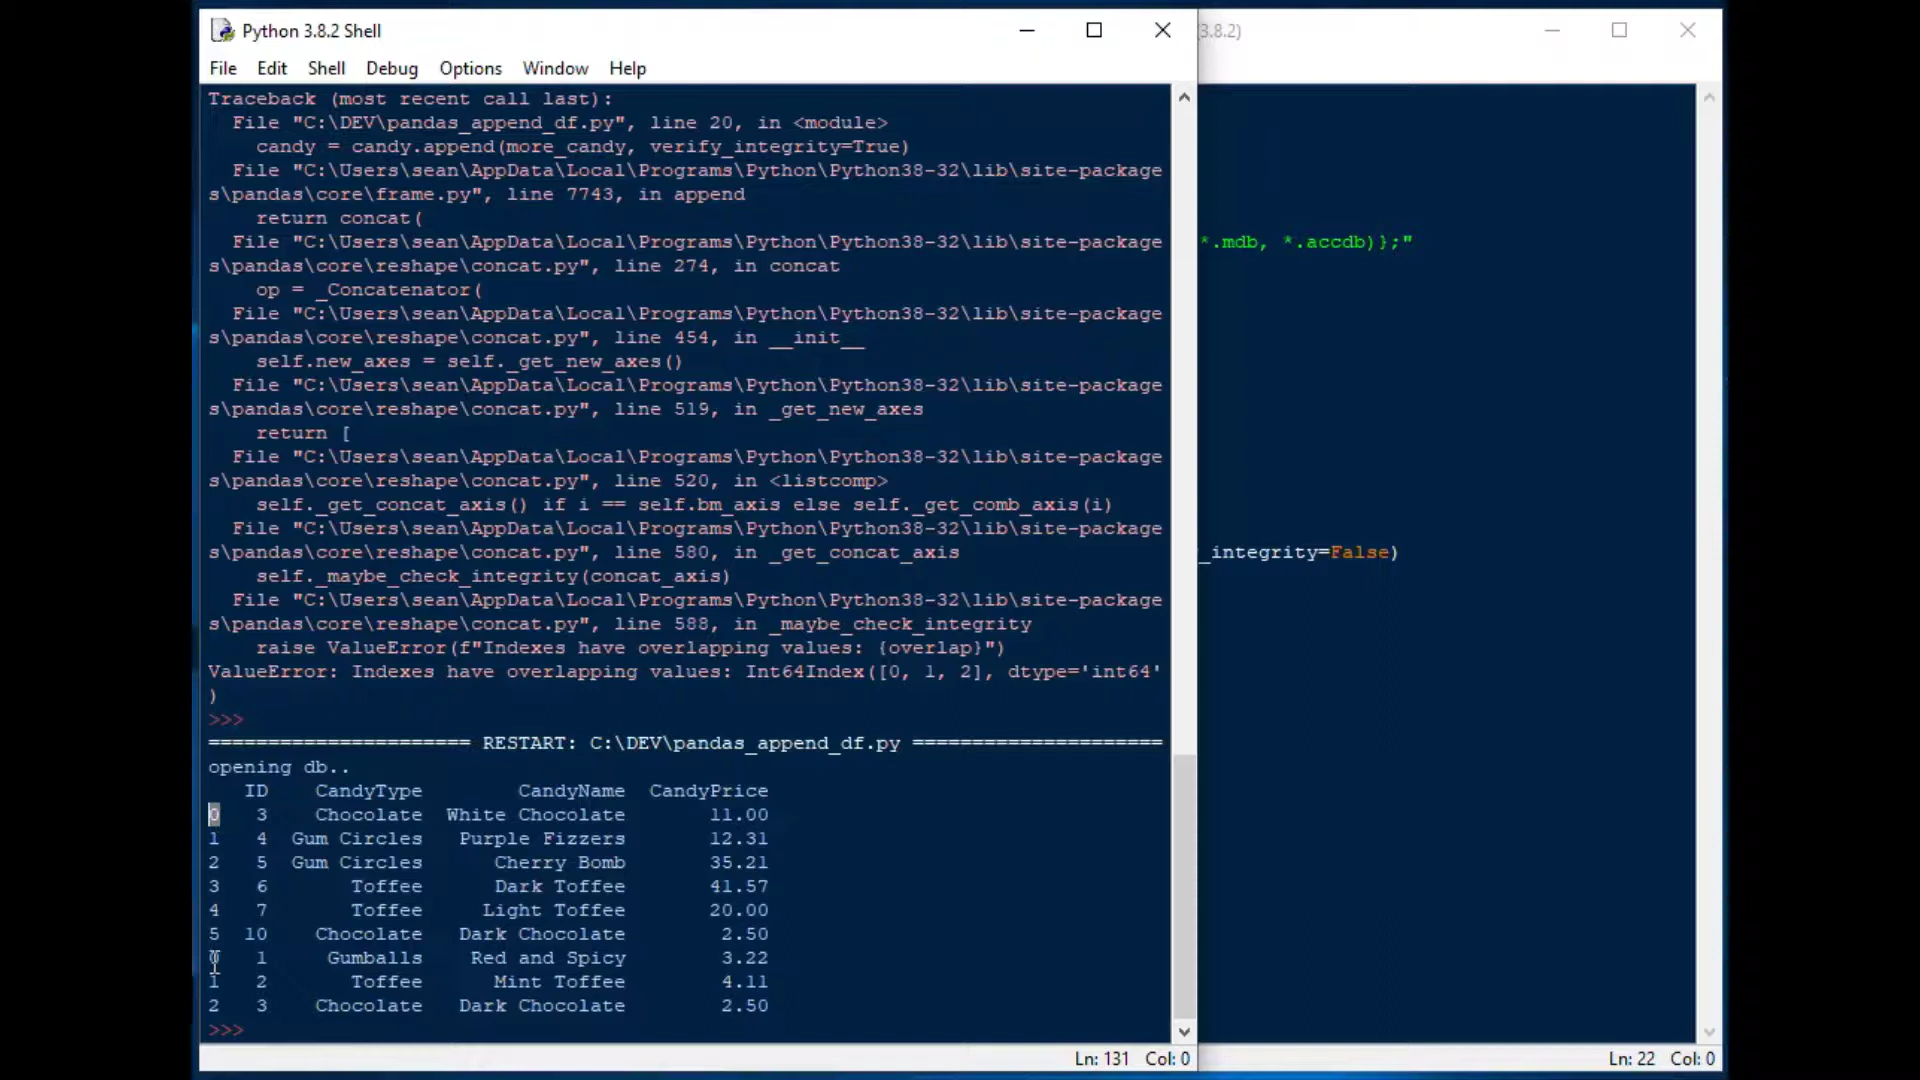 Python 3.8.2 Shell
3.8.2)
File Edit Shell Debug Options Window Help
Traceback (most recent call last):
  File "C:\DEV\pandas_append_df.py", line 20, in <module>
    candy = candy.append(more_candy, verify_integrity=True)
  File "C:\Users\sean\AppData\Local\Programs\Python\Python38-32\lib\site-package
s\pandas\core\frame.py", line 7743, in append
    return concat(
  File "C:\Users\sean\AppData\Local\Programs\Python\Python38-32\lib\site-package
s\pandas\core\reshape\concat.py", line 274, in concat
    op = _Concatenator(
  File "C:\Users\sean\AppData\Local\Programs\Python\Python38-32\lib\site-package
s\pandas\core\reshape\concat.py", line 454, in __init__
    self.new_axes = self._get_new_axes()
  File "C:\Users\sean\AppData\Local\Programs\Python\Python38-32\lib\site-package
s\pandas\core\reshape\concat.py", line 519, in _get_new_axes
    return [
  File "C:\Users\sean\AppData\Local\Programs\Python\Python38-32\lib\site-package
s\pandas\core\reshape\concat.py", line 520, in <listcomp>
    self._get_concat_axis() if i == self.bm_axis else self._get_comb_axis(i)
  File "C:\Users\sean\AppData\Local\Programs\Python\Python38-32\lib\site-package
s\pandas\core\reshape\concat.py", line 580, in _get_concat_axis
    self._maybe_check_integrity(concat_axis)
  File "C:\Users\sean\AppData\Local\Programs\Python\Python38-32\lib\site-package
s\pandas\core\reshape\concat.py", line 588, in _maybe_check_integrity
    raise ValueError(f"Indexes have overlapping values: {overlap}")
ValueError: Indexes have overlapping values: Int64Index([0, 1, 2], dtype='int64'
)
>>>
====================== RESTART: C:\DEV\pandas_append_df.py =====================
opening db..
   ID    CandyType        CandyName  CandyPrice
0   3    Chocolate  White Chocolate       11.00
1   4  Gum Circles   Purple Fizzers       12.31
2   5  Gum Circles      Cherry Bomb       35.21
3   6       Toffee      Dark Toffee       41.57
4   7       Toffee     Light Toffee       20.00
5  10    Chocolate   Dark Chocolate        2.50
0   1     Gumballs    Red and Spicy        3.22
1   2       Toffee      Mint Toffee        4.11
2   3    Chocolate   Dark Chocolate        2.50
>>>
Ln: 131 Col: 0
*.mdb, *.accdb)};"
_integrity=False)
Ln: 22 Col: 0